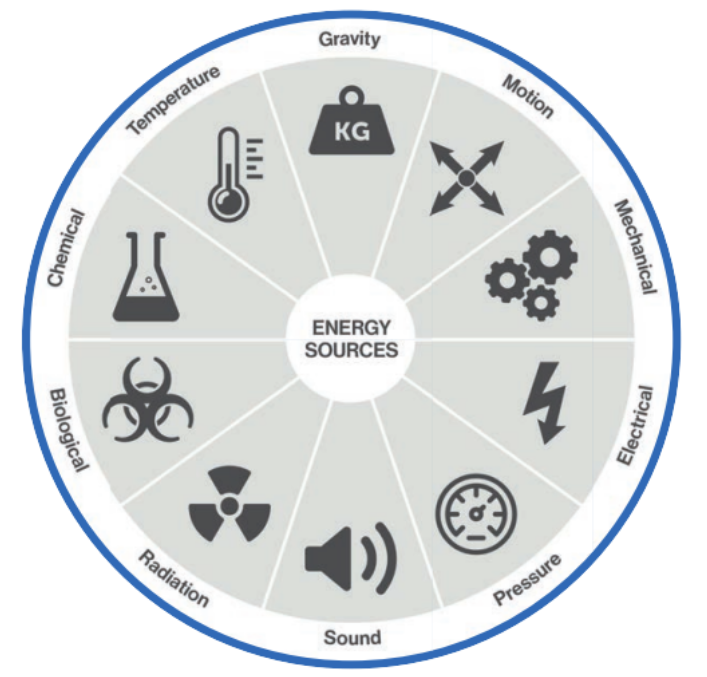 Gravity
Motion
Mechanical
Electrical
Pressure
Sound
Radiation
Biological
Chemical
Temperature
KG
ENERGY
SOURCES